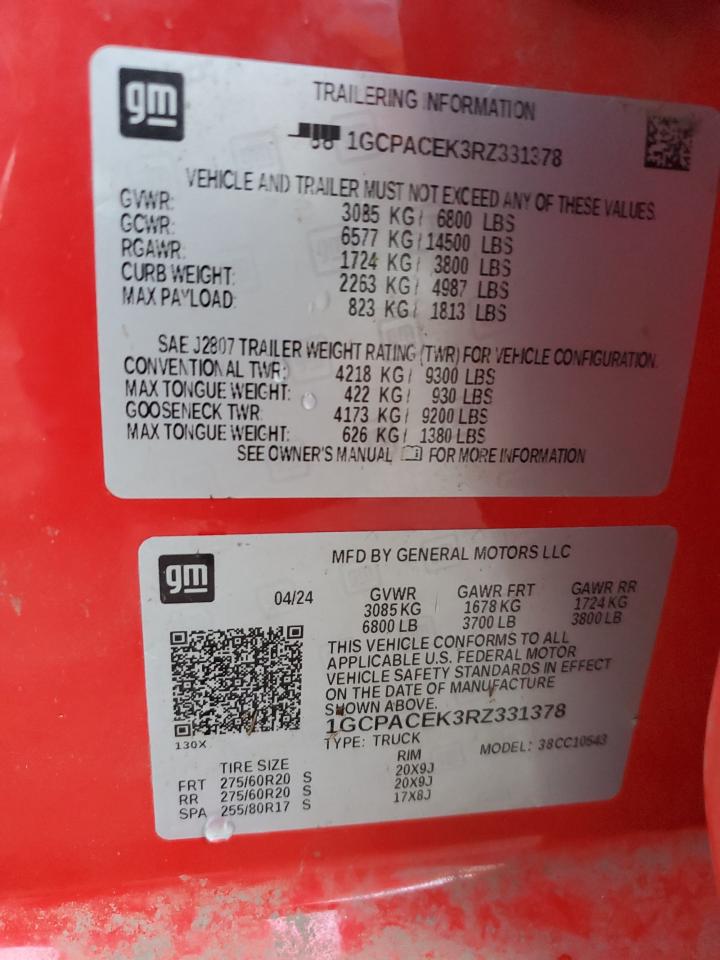 gm
TRAILERING INFORMATION
1GCPACEK3RZ331378
VEHICLE AND TRAILER MUST NOT EXCEED ANY OF THESE VALUES.
GVWR: 3085 KG / 6800 LBS
GCWR: 6577 KG / 14500 LBS
RGAWR: 1724 KG / 3800 LBS
CURB WEIGHT: 2263 KG / 4987 LBS
MAX PAYLOAD: 823 KG / 1813 LBS
SAE J2807 TRAILER WEIGHT RATING (TWR) FOR VEHICLE CONFIGURATION.
CONVENTIONAL TWR: 4218 KG / 9300 LBS
MAX TONGUE WEIGHT: 422 KG / 930 LBS
GOOSENECK TWR: 4173 KG / 9200 LBS
MAX TONGUE WEIGHT: 626 KG / 1380 LBS
SEE OWNER'S MANUAL FOR MORE INFORMATION
gm
MFD BY GENERAL MOTORS LLC
04/24 GVWR GAWR FRT GAWR RR
3085 KG 1678 KG 1724 KG
6800 LB 3700 LB 3800 LB
THIS VEHICLE CONFORMS TO ALL
APPLICABLE U.S. FEDERAL MOTOR
VEHICLE SAFETY STANDARDS IN EFFECT
ON THE DATE OF MANUFACTURE
SHOWN ABOVE.
1GCPACEK3RZ331378
130X
TYPE: TRUCK MODEL: 38CC10543
TIRE SIZE RIM
FRT 275/60R20 S 20X9J
RR 275/60R20 S 20X9J
SPA 255/80R17 S 17X8J